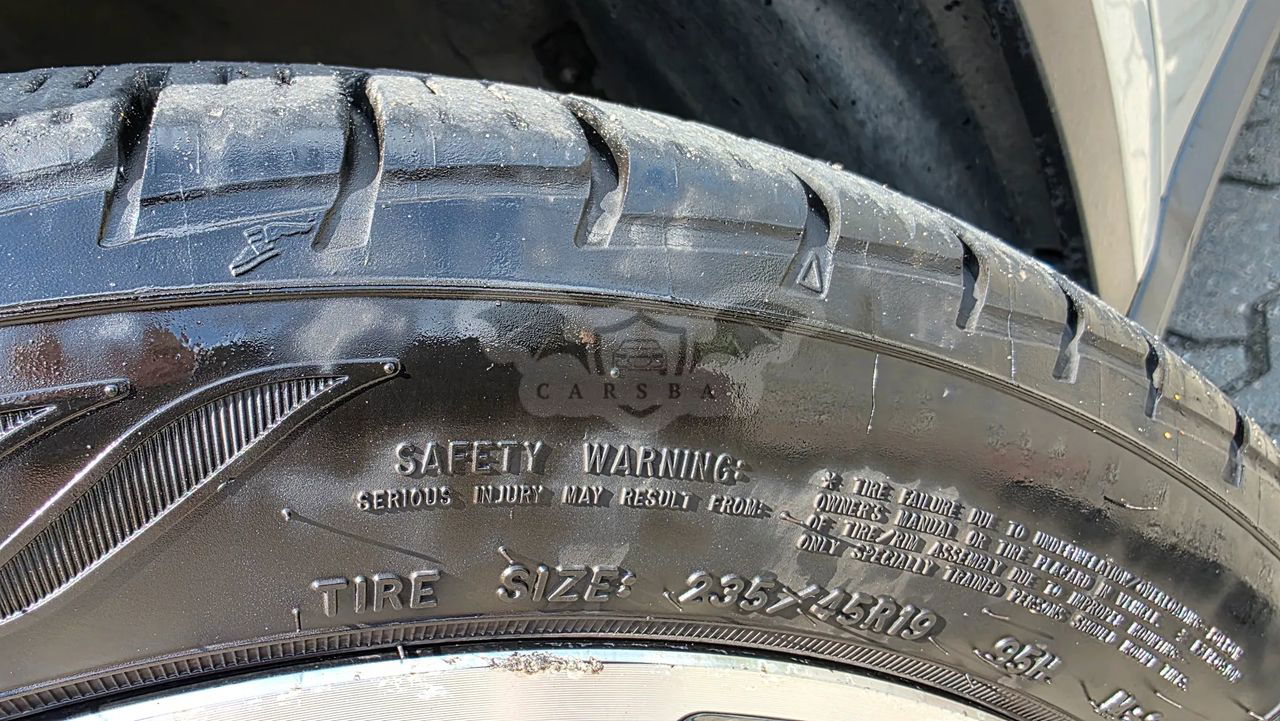 CARSBA
SAFETY WARNING:
SERIOUS INJURY MAY RESULT FROM:
* TIRE FAILURE DUE TO UNDERINFLATION/OVERLOADING-FOLLOW
OWNER'S MANUAL OR TIRE PLACARD IN VEHICLE. * EXPLOSION
OF TIRE/RIM ASSEMBLY DUE TO IMPROPER MOUNTING-
ONLY SPECIALLY TRAINED PERSONS SHOULD MOUNT TIRES.
TIRE SIZE: 235/45R19
95H